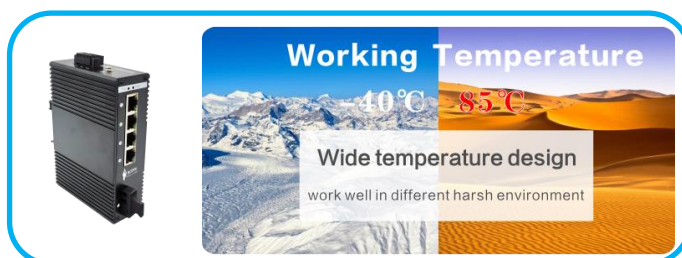 Working Temperature
-40℃ 85℃
Wide temperature design
work well in different harsh environment